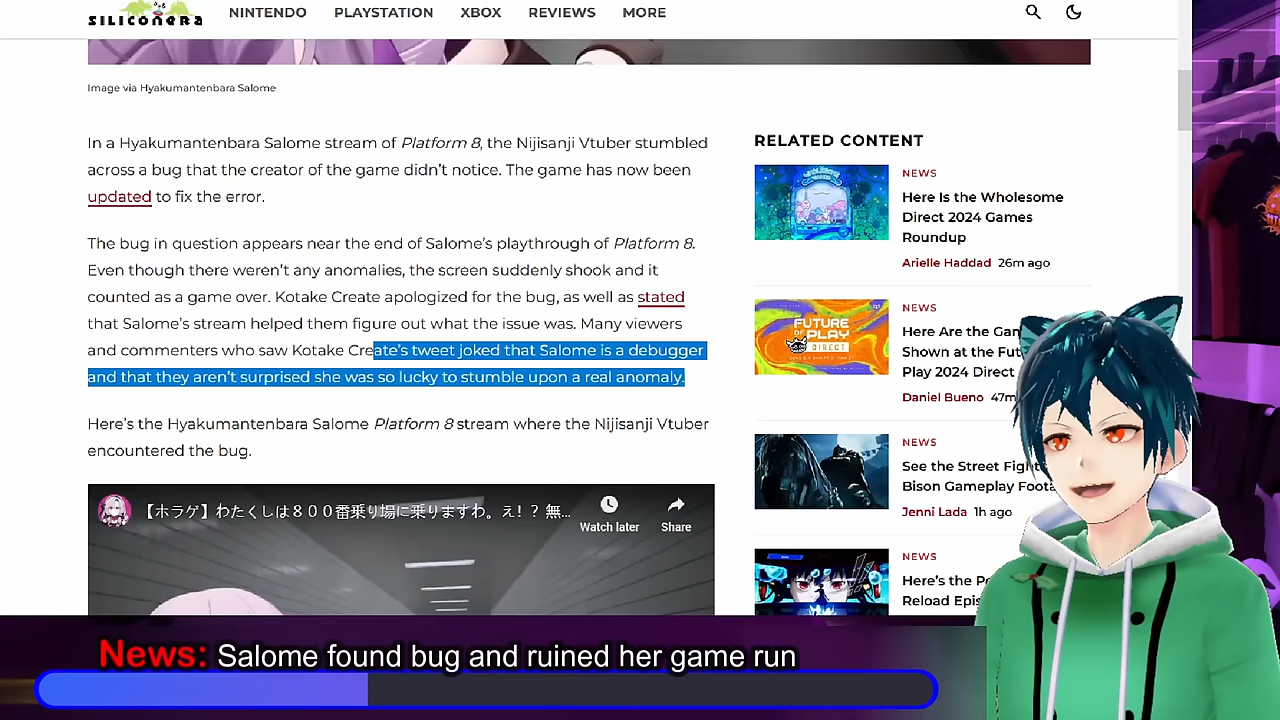 SILICONERA
NINTENDO PLAYSTATION XBOX REVIEWS MORE
Image via Hyakumantenbara Salome
In a Hyakumantenbara Salome stream of Platform 8, the Nijisanji Vtuber stumbled
across a bug that the creator of the game didn't notice. The game has now been
updated to fix the error.
The bug in question appears near the end of Salome's playthrough of Platform 8.
Even though there weren't any anomalies, the screen suddenly shook and it
counted as a game over. Kotake Create apologized for the bug, as well as stated
that Salome's stream helped them figure out what the issue was. Many viewers
and commenters who saw Kotake Create's tweet joked that Salome is a debugger
and that they aren't surprised she was so lucky to stumble upon a real anomaly.
Here's the Hyakumantenbara Salome Platform 8 stream where the Nijisanji Vtuber
encountered the bug.
【ホラゲ】わたくしは８００番乗り場に乗りますわ。え！？無...
Watch later
Share
RELATED CONTENT
NEWS
Here Is the Wholesome
Direct 2024 Games
Roundup
Arielle Haddad 26m ago
FUTURE
OF PLAY
DIRECT
NEWS
Here Are the
Shown at the
Play 2024 Direct
Daniel Bueno 47m
NEWS
See the Street
Bison Gameplay
Jenni Lada 1h ago
NEWS
Here's the
Reload
News: Salome found bug and ruined her game run